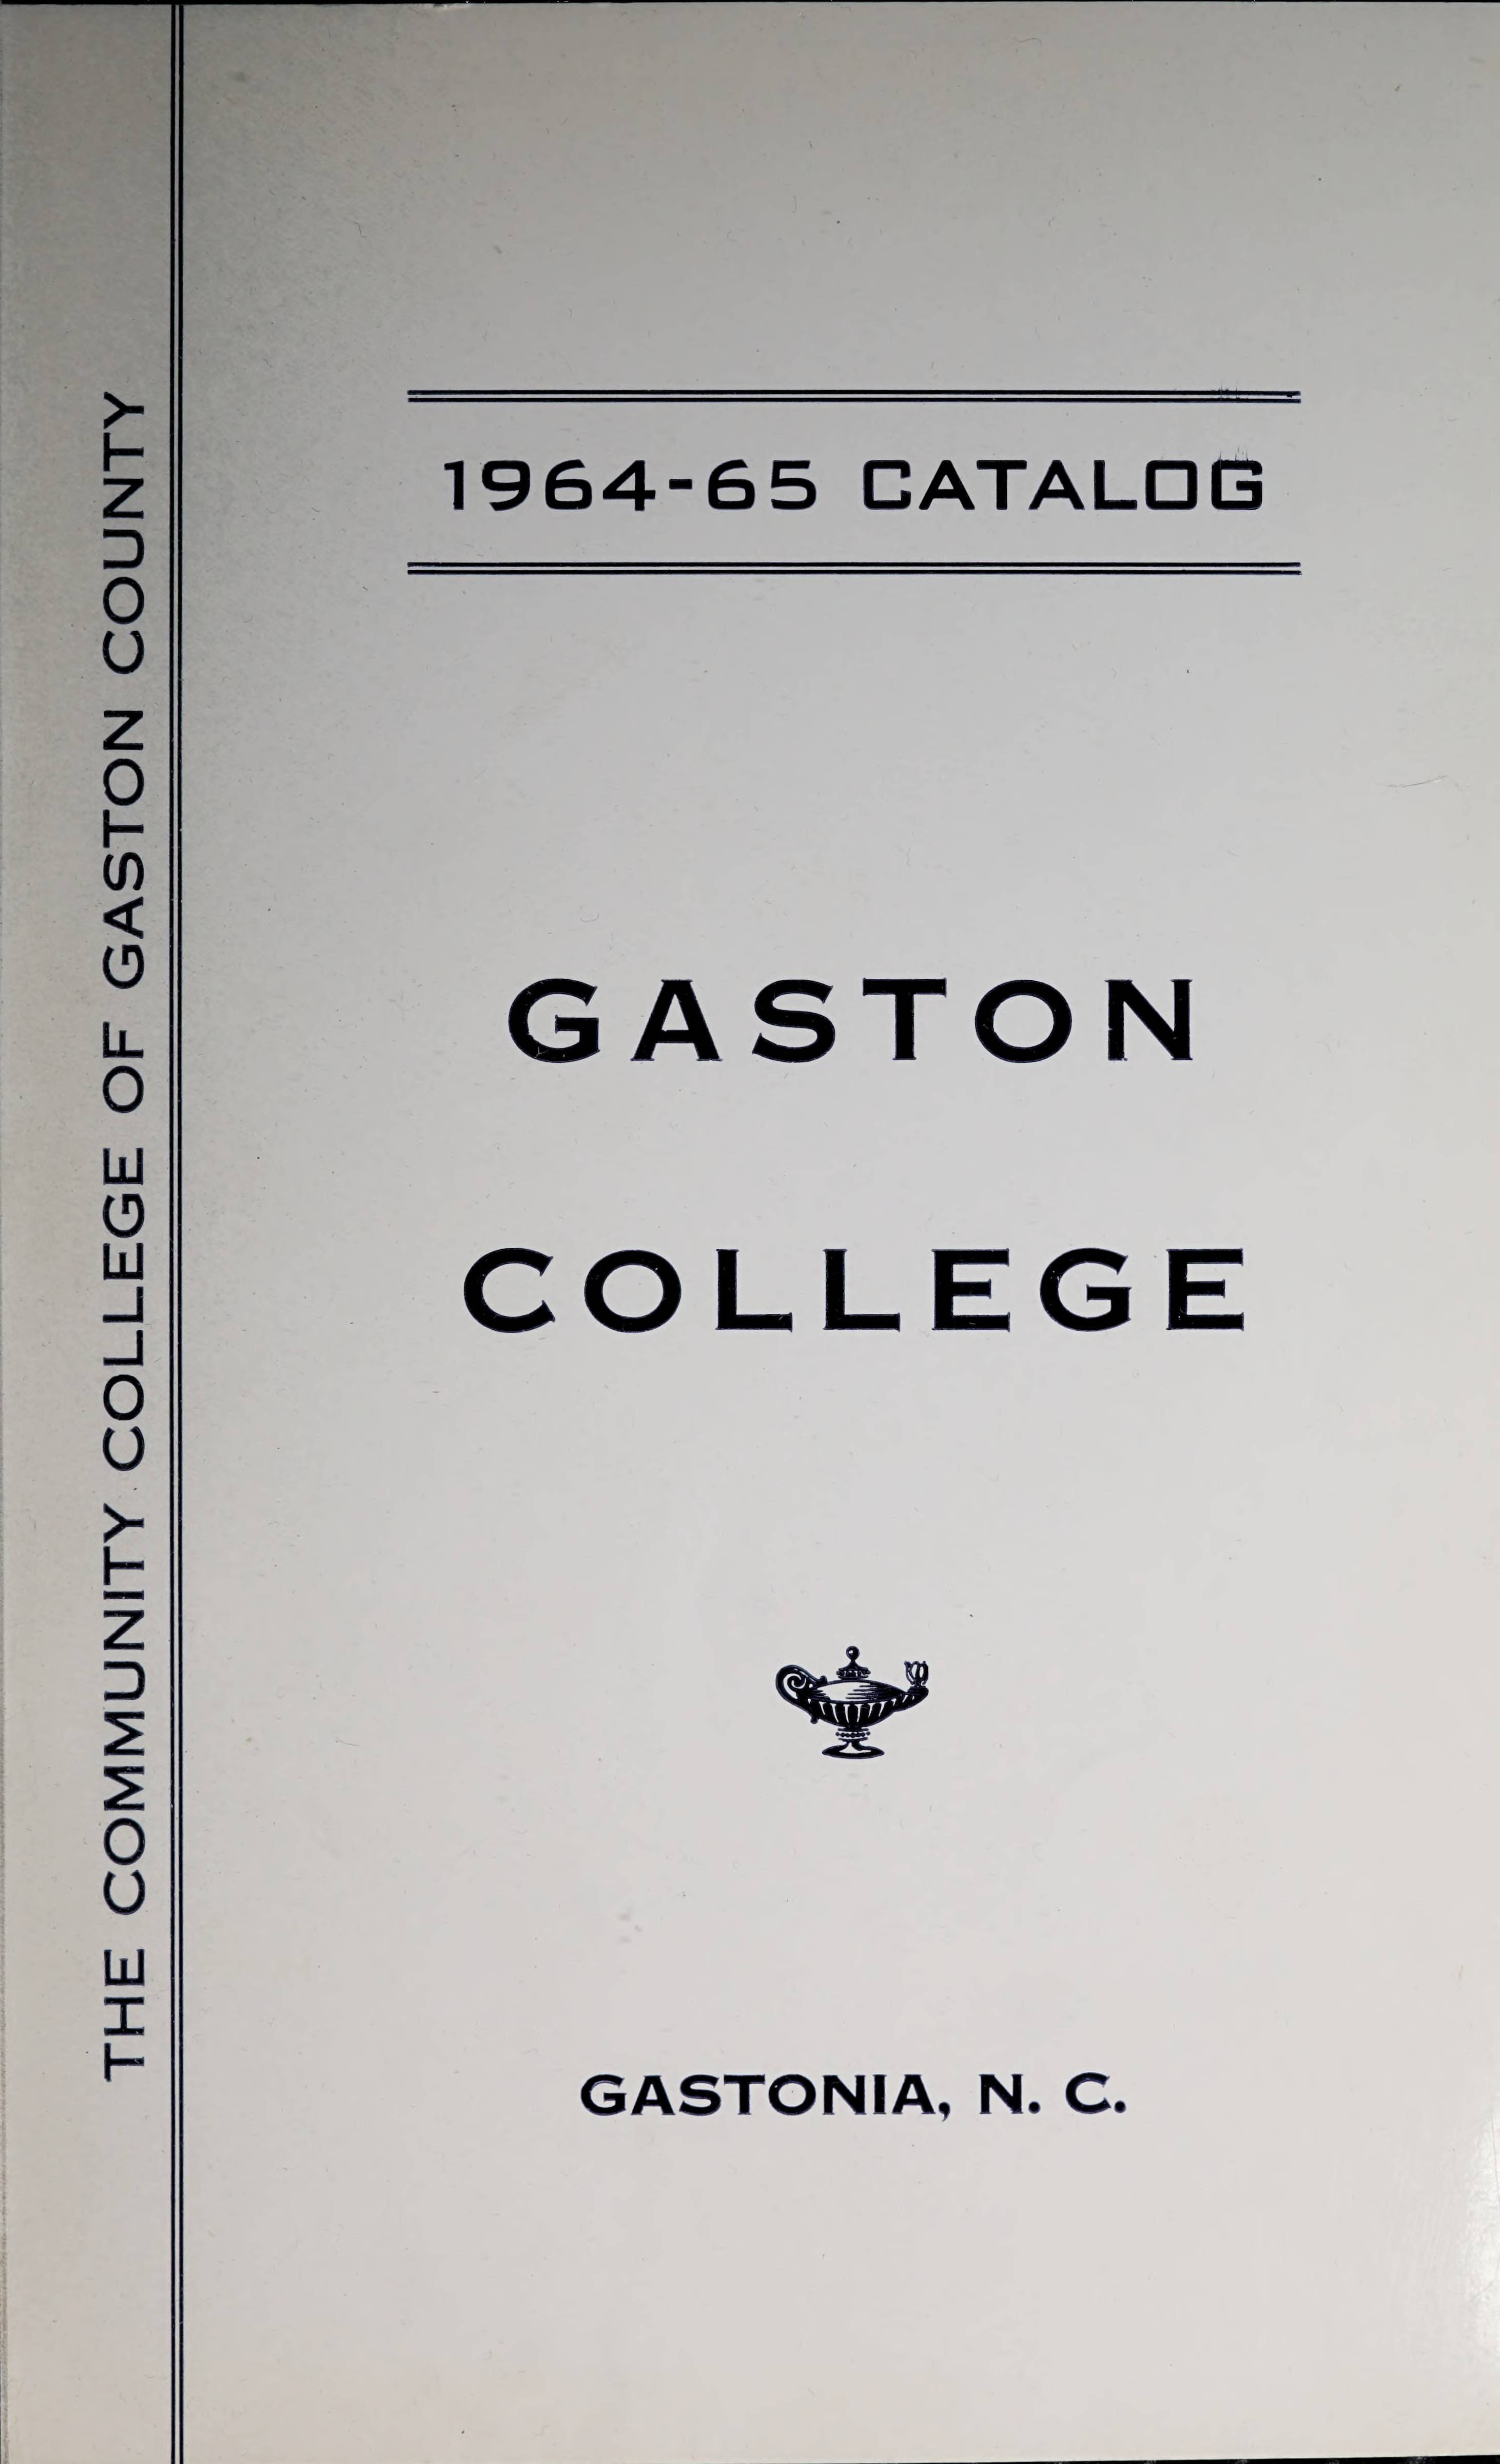 THE COMMUNITY COLLEGE OF GASTON COUNTY
1964-65 CATALOG
GASTON
COLLEGE
GASTONIA, N. C.